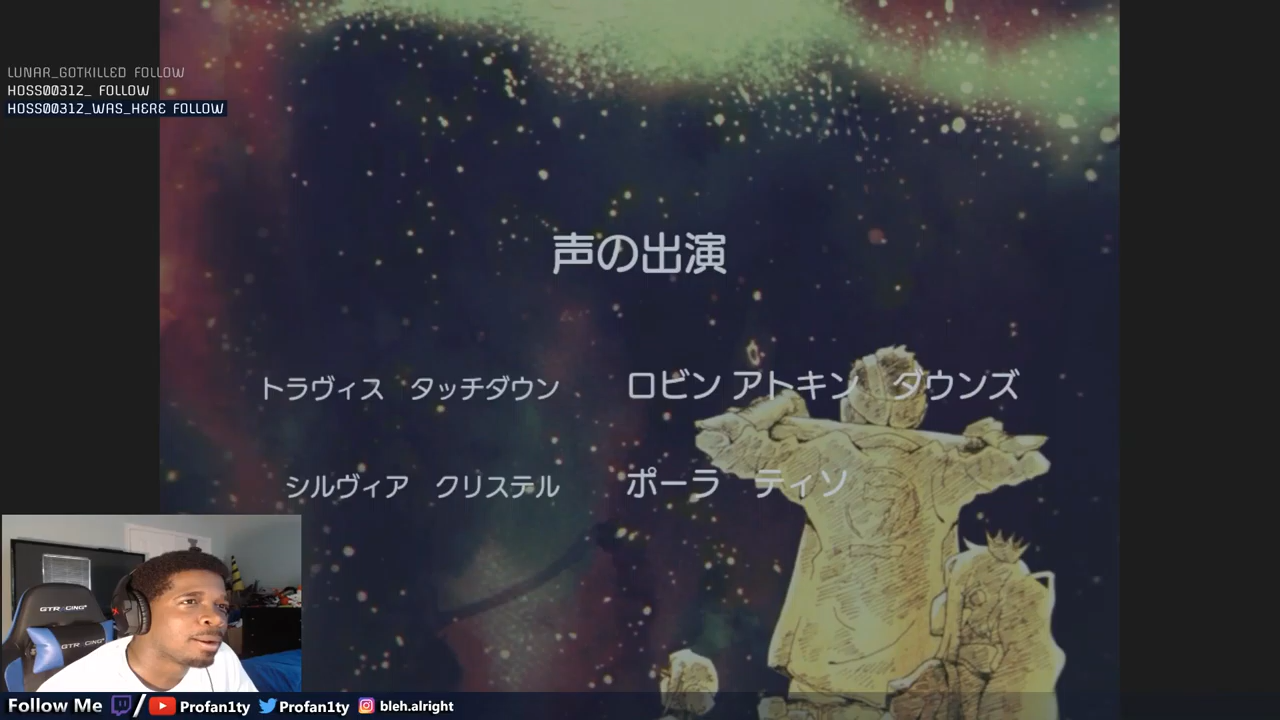 LUNAR_GOTKILLED FOLLOW
HOSS00312_ FOLLOW
HOSS00312_WAS_HERE FOLLOW
声の出演
トラヴィス　タッチダウン　ロビン アトキン　ダウンズ
シルヴィア　クリステル　ポーラ　ティソ
GTRACING
GTRACING
Follow Me / Profan1ty Profan1ty bleh.alright